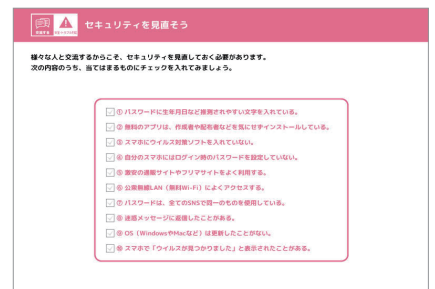 セキュリティを見直そう
様々な人と交流するからこそ、セキュリティを見直しておく必要があります。
次の内容のうち、当てはまるものにチェックを入れてみましょう。
① パスワードに生年月日など推測されやすい文字を入れている。
② 無料のアプリは、作成者や配布者などを気にせずインストールしている。
③ スマホにウイルス対策ソフトを入れていない。
④ 自分のスマホにはログイン時のパスワードを設定していない。
⑤ 激安の通販サイトやフリマサイトをよく利用する。
⑥ 公衆無線LAN(無料Wi-Fi)によくアクセスする。
⑦ パスワードは、全てのSNSで同一のものを使用している。
⑧ 迷惑メッセージに返信したことがある。
⑨ OS(WindowsやMacなど)は更新したことがない。
⑩ スマホで「ウイルスが見つかりました」と表示されたことがある。